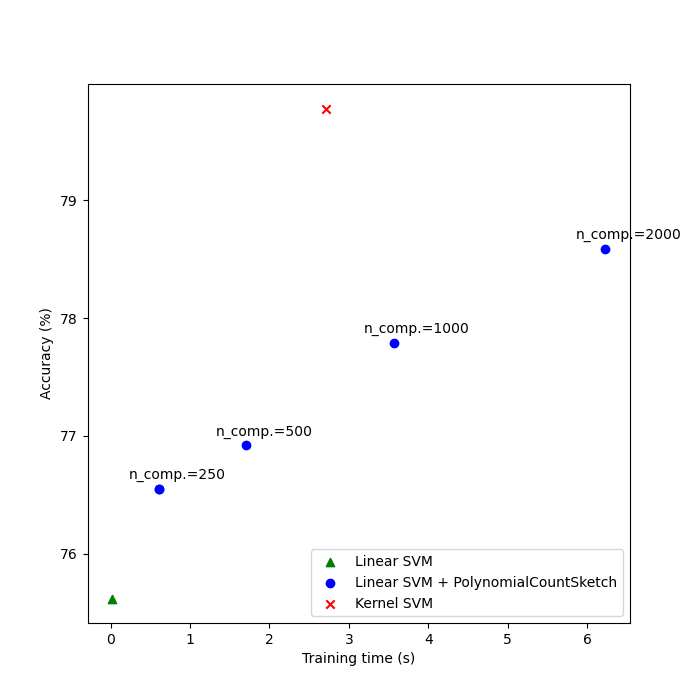 79
78
77
76
Accuracy (%)
n_comp.=2000
n_comp.=1000
n_comp.=500
n_comp.=250
Linear SVM
Linear SVM + PolynomialCountSketch
Kernel SVM
0 1 2 3 4 5 6
Training time (s)